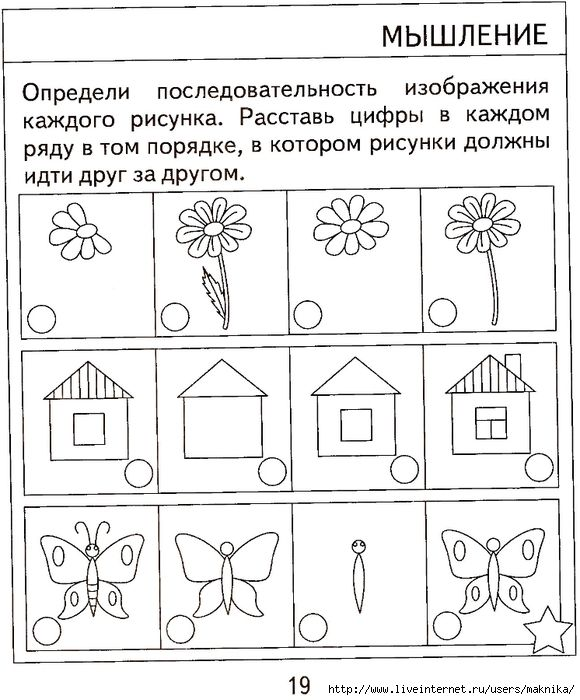 МЫШЛЕНИЕ
Определи последовательность изображения
каждого рисунка. Расставь цифры в каждом
ряду в том порядке, в котором рисунки должны
идти друг за другом.
19
http://www.liveinternet.ru/users/maknika/